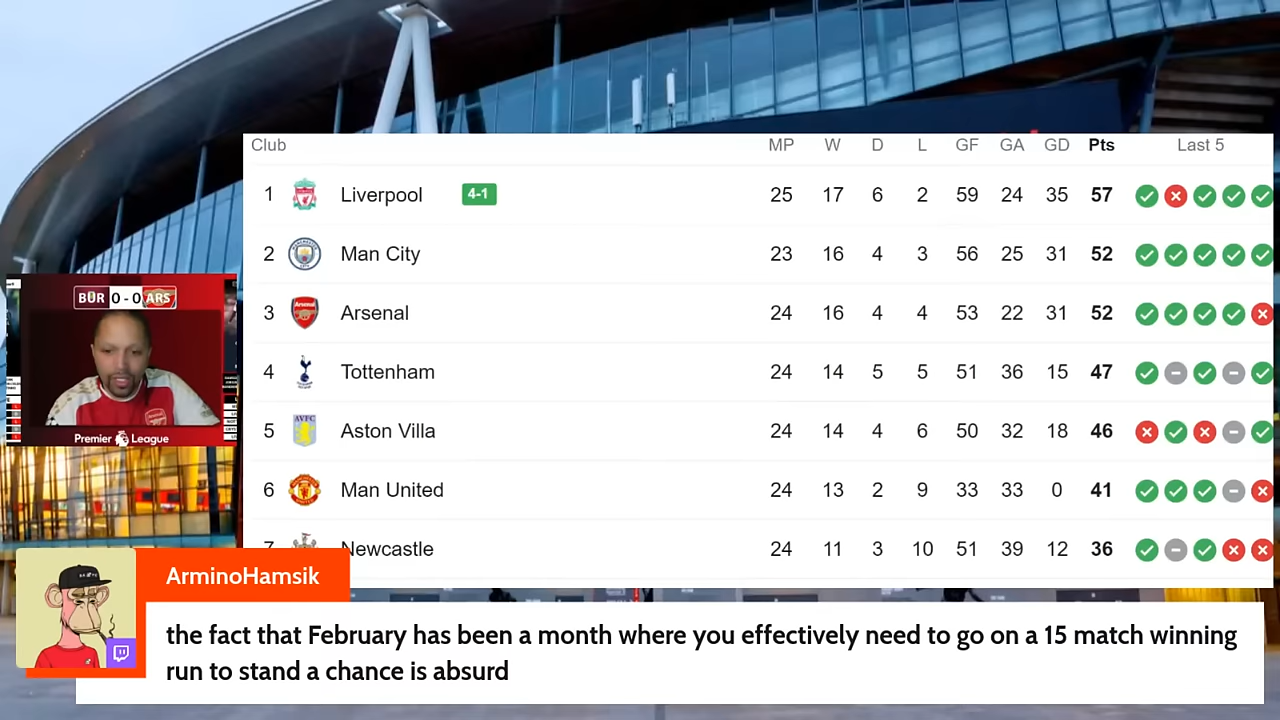 Club MP W D L GF GA GD Pts Last 5
1 Liverpool 4-1 25 17 6 2 59 24 35 57
2 Man City 23 16 4 3 56 25 31 52
3 Arsenal 24 16 4 4 53 22 31 52
4 Tottenham 24 14 5 5 51 36 15 47
AVFC
5 Aston Villa 24 14 4 6 50 32 18 46
6 Man United 24 13 2 9 33 33 0 41
7 Newcastle 24 11 3 10 51 39 12 36
BUR 0 - 0 ARS
Arsenal
Premier League
ArminoHamsik
the fact that February has been a month where you effectively need to go on a 15 match winning
run to stand a chance is absurd